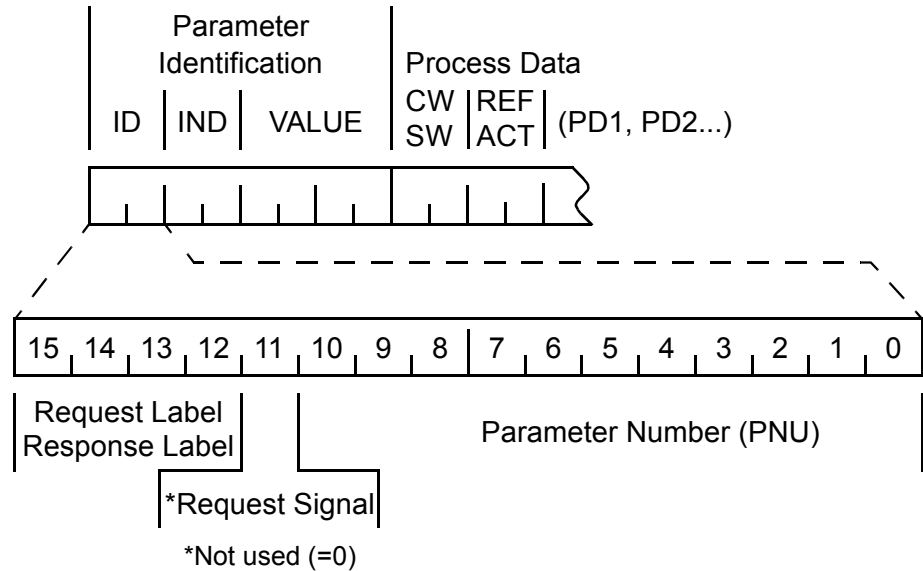 Parameter
Identification
Process Data
ID IND VALUE CW SW REF ACT (PD1, PD2...)
15 14 13 12 11 10 9 8 7 6 5 4 3 2 1 0
Request Label
Response Label
Parameter Number (PNU)
*Request Signal
*Not used (=0)